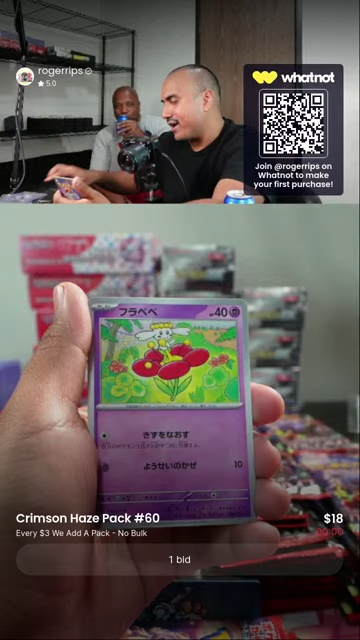 rogerrips
5.0
whatnot
Join @rogerrips on
Whatnot to make
your first purchase!
フラベベ
40
きずをなおす
ようせいのかぜ 10
Crimson Haze Pack #60
$18
Every $3 We Add A Pack - No Bulk
00:00
1 bid